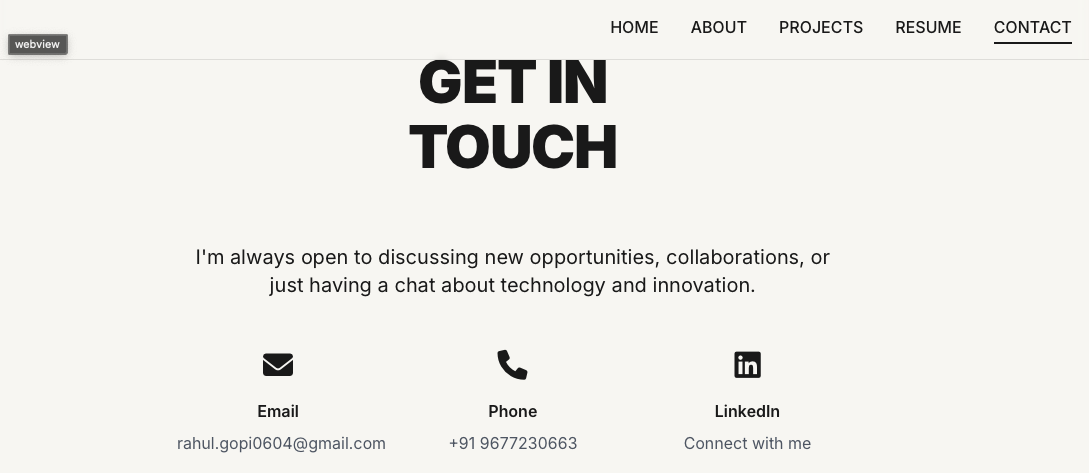 HOME ABOUT PROJECTS RESUME CONTACT
webview
GET IN
TOUCH
I'm always open to discussing new opportunities, collaborations, or
just having a chat about technology and innovation.
Email Phone LinkedIn
rahul.gopi0604@gmail.com +91 9677230663 Connect with me